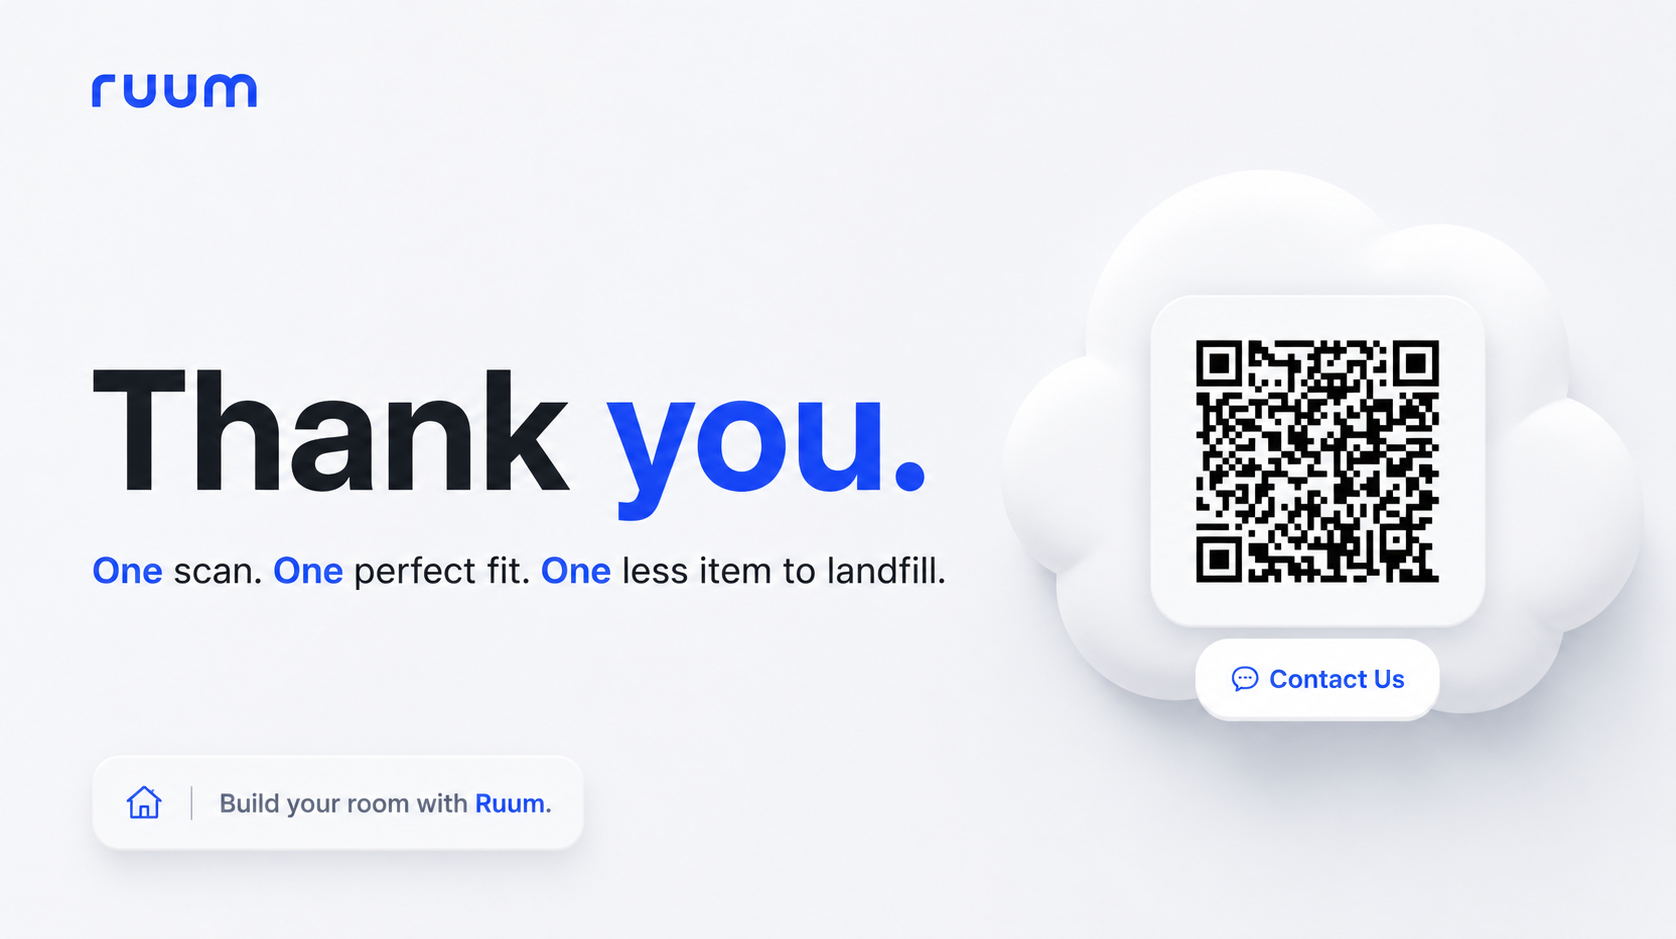 ruum
Thank you.
One scan. One perfect fit. One less item to landfill.
Contact Us
Build your room with Ruum.